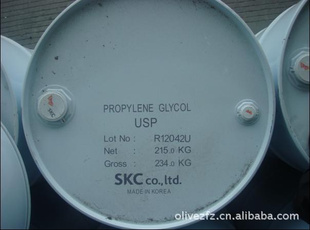 PROPYLENE GLYCOL
USP
Lot No : R12042U
Net : 215.0 KG
Gross : 234.0 KG
SKC co.,ltd.
MADE IN KOREA
SKC
olivezfz.cn.alibaba.com